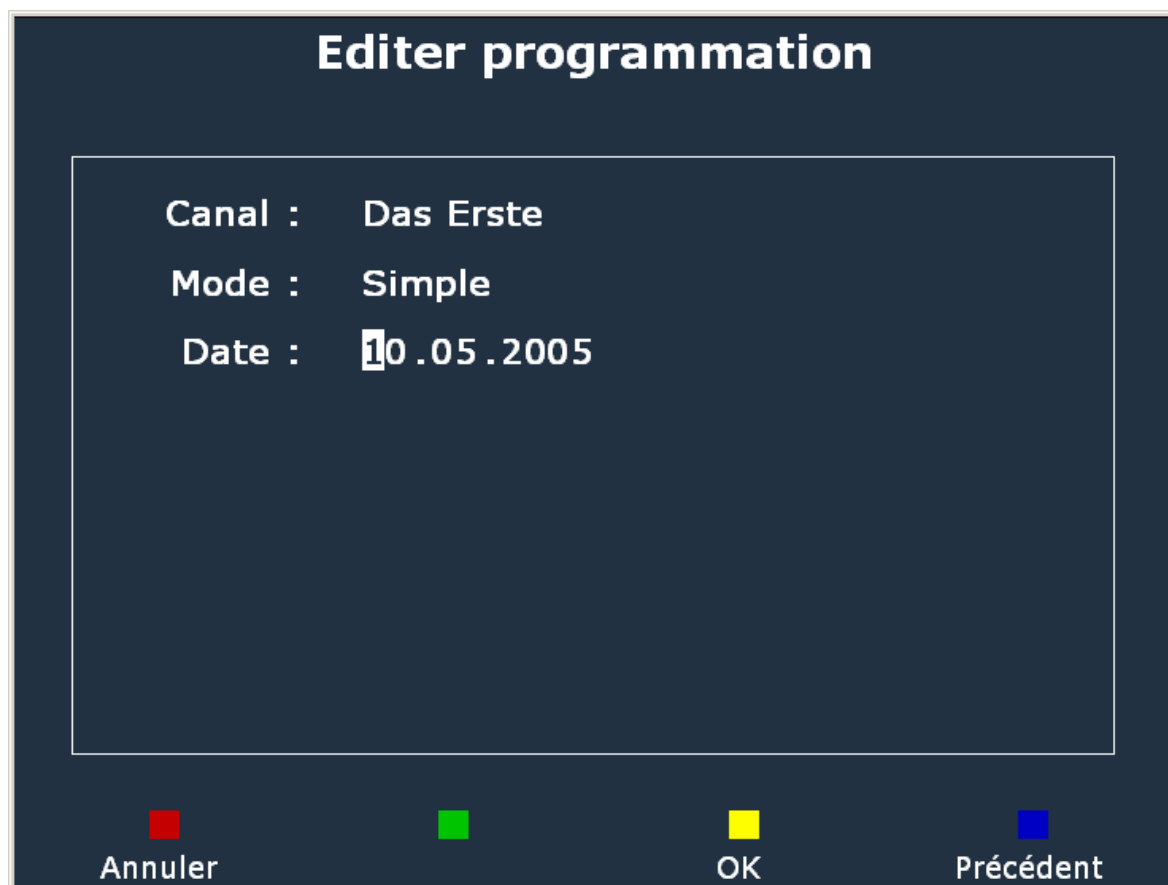 Editer programmation
Canal : Das Erste
Mode : Simple
Date : 10.05.2005
Annuler OK Précédent